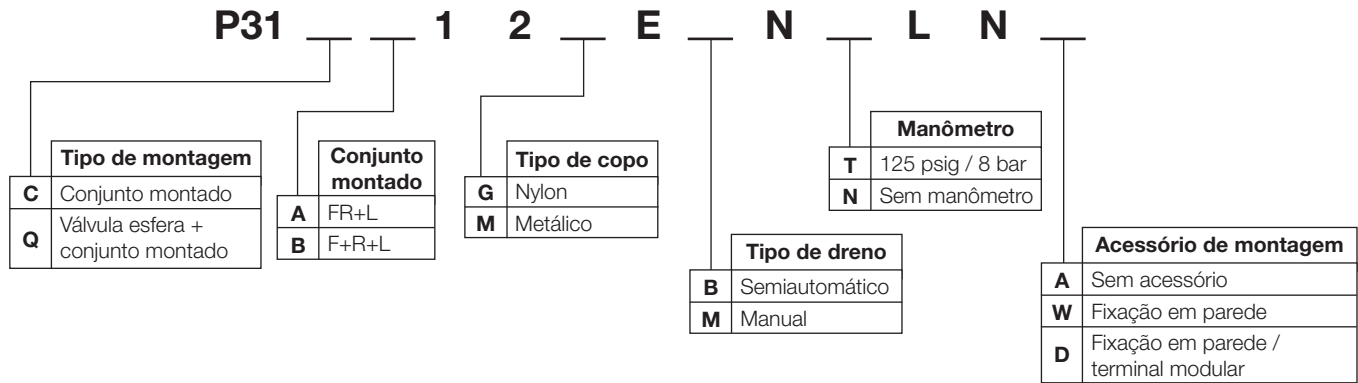 P31 __ __ 1 2 __ E __ N __ L N __
Tipo de montagem
C Conjunto montado
Q Válvula esfera +
conjunto montado
Conjunto
montado
A FR+L
B F+R+L
Tipo de copo
G Nylon
M Metálico
Tipo de dreno
B Semiautomático
M Manual
Manômetro
T 125 psig / 8 bar
N Sem manômetro
Acessório de montagem
A Sem acessório
W Fixação em parede
D Fixação em parede /
terminal modular